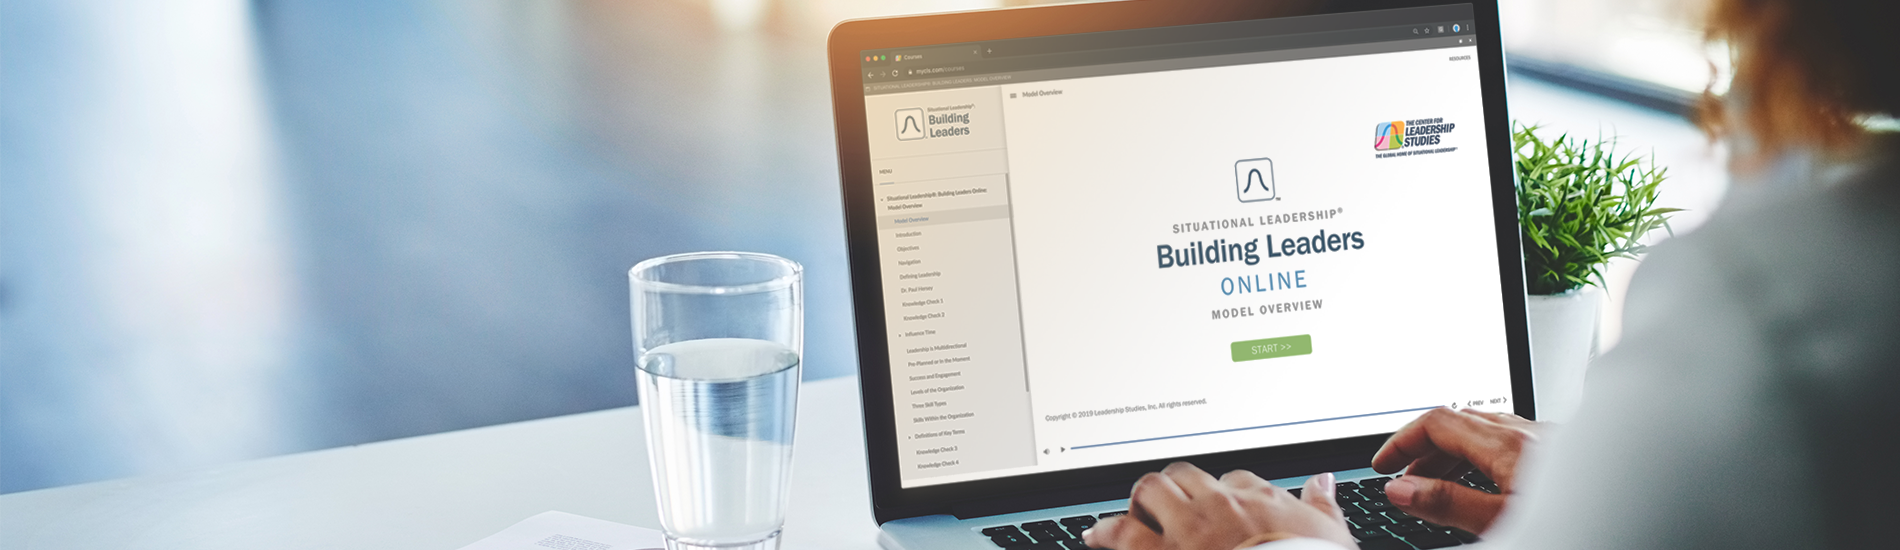 Courses
mycls.com/courses
SITUATIONAL LEADERSHIP®: BUILDING LEADERS, MODEL OVERVIEW
RESOURCES
Situational Leadership®:
Building
Leaders
MENU
Situational Leadership®: Building Leaders Online
Model Overview
Model Overview
Introduction
Objectives
Navigation
Defining Leadership
Dr. Paul Hersey
Knowledge Check 1
Knowledge Check 2
Influence Time
Leadership is Multidirectional
Pre-Planned or In the Moment
Success and Engagement
Levels of the Organization
Three Skill Types
Skills Within the Organization
Definitions of Key Terms
Knowledge Check 3
Knowledge Check 4
Model Overview
THE CENTER FOR
LEADERSHIP
STUDIES
THE GLOBAL HOME OF SITUATIONAL LEADERSHIP®
TM
SITUATIONAL LEADERSHIP®
Building Leaders
ONLINE
MODEL OVERVIEW
START >>
Copyright © 2019 Leadership Studies, Inc. All rights reserved.
< PREV NEXT >